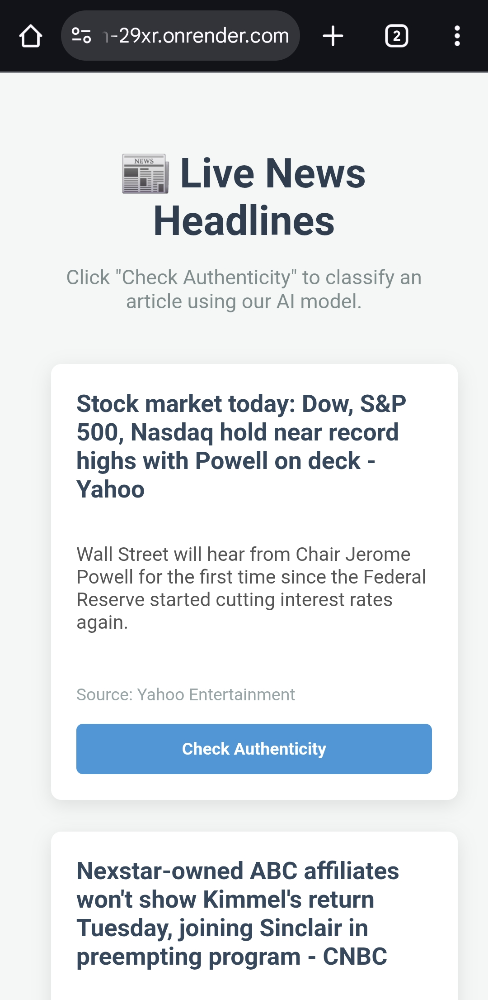 -29xr.onrender.com
2
NEWS
Live News
Headlines
Click "Check Authenticity" to classify an
article using our AI model.
Stock market today: Dow, S&P
500, Nasdaq hold near record
highs with Powell on deck -
Yahoo
Wall Street will hear from Chair Jerome
Powell for the first time since the Federal
Reserve started cutting interest rates
again.
Source: Yahoo Entertainment
Check Authenticity
Nexstar-owned ABC affiliates
won't show Kimmel's return
Tuesday, joining Sinclair in
preempting program - CNBC